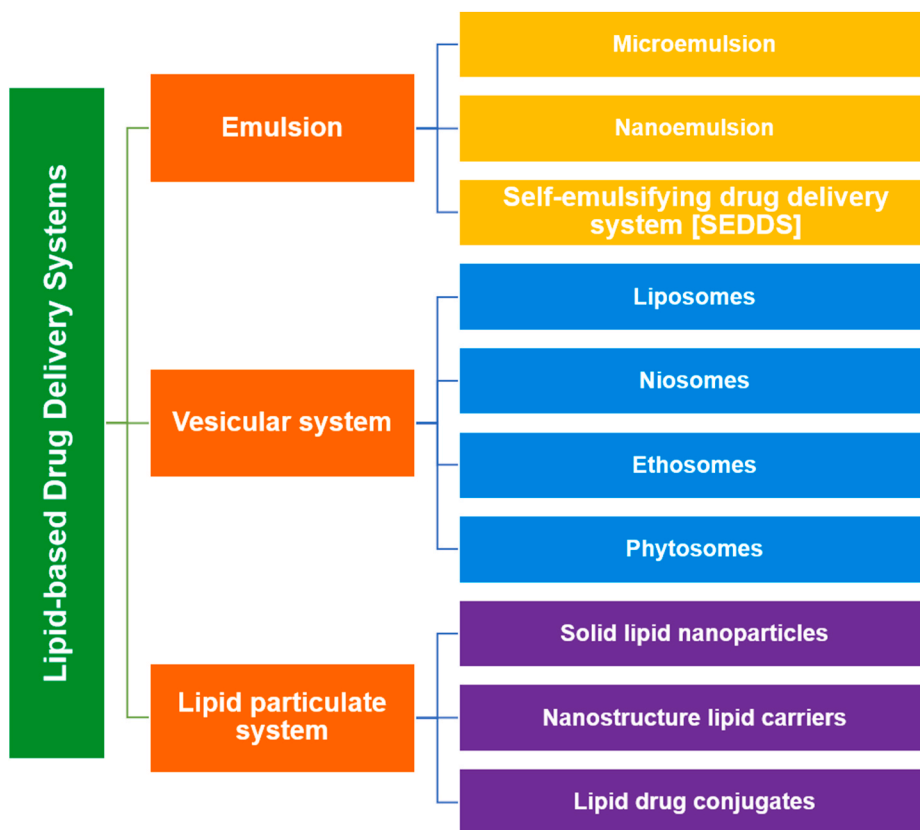 Lipid-based Drug Delivery Systems
Emulsion
Microemulsion
Nanoemulsion
Self-emulsifying drug delivery
system [SEDDS]
Vesicular system
Liposomes
Niosomes
Ethosomes
Phytosomes
Lipid particulate
system
Solid lipid nanoparticles
Nanostructure lipid carriers
Lipid drug conjugates